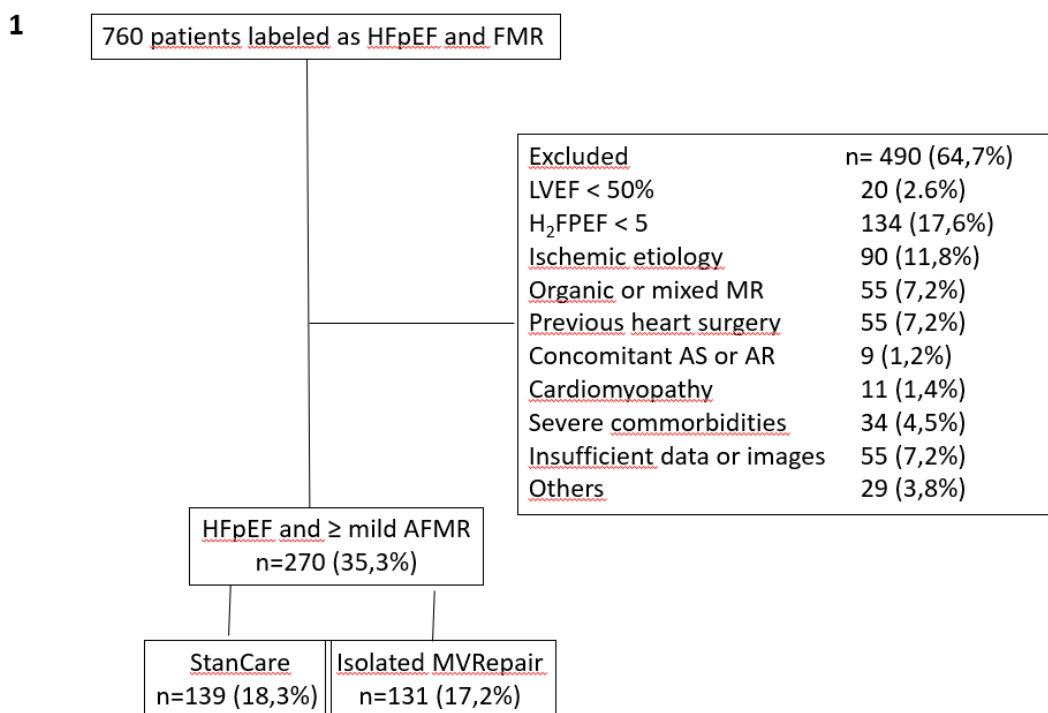 1
760 patients labeled as HFpEF and FMR
Excluded n= 490 (64,7%)
LVEF < 50% 20 (2.6%)
H₂FPEF < 5 134 (17,6%)
Ischemic etiology 90 (11,8%)
Organic or mixed MR 55 (7,2%)
Previous heart surgery 55 (7,2%)
Concomitant AS or AR 9 (1,2%)
Cardiomyopathy 11 (1,4%)
Severe commorbidities 34 (4,5%)
Insufficient data or images 55 (7,2%)
Others 29 (3,8%)
HFpEF and ≥ mild AFMR
n=270 (35,3%)
StanCare
n=139 (18,3%)
Isolated MVRepair
n=131 (17,2%)